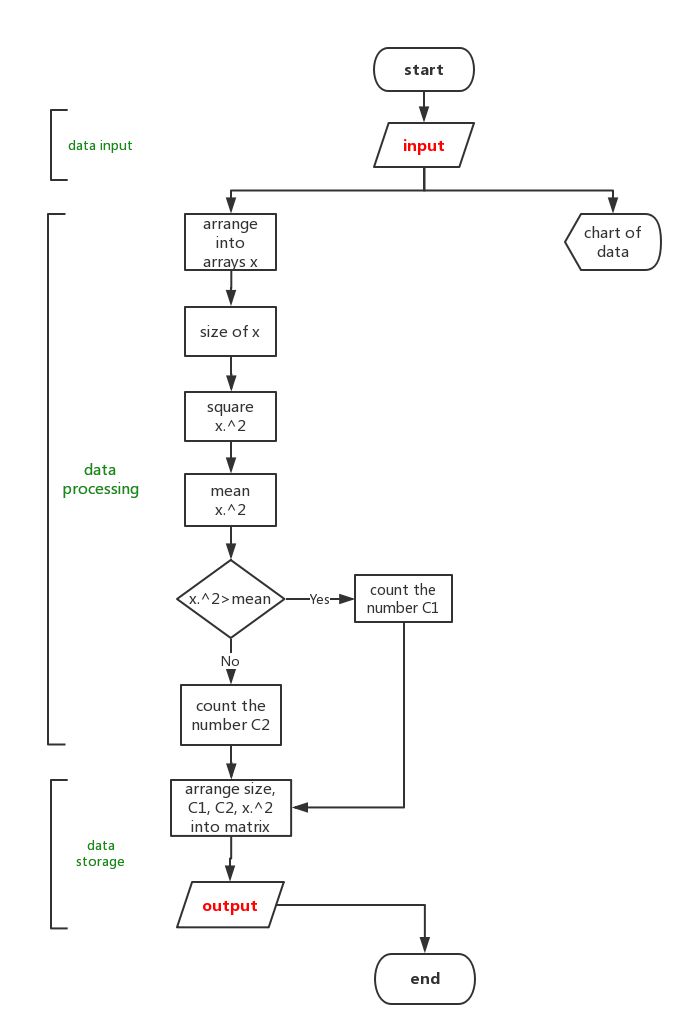 start
data input
input
arrange
into
arrays x
chart of
data
size of x
square
x.^2
data
processing
mean
x.^2
x.^2>mean
Yes
count the
number C1
No
count the
number C2
arrange size,
C1, C2, x.^2
into matrix
data
storage
output
end